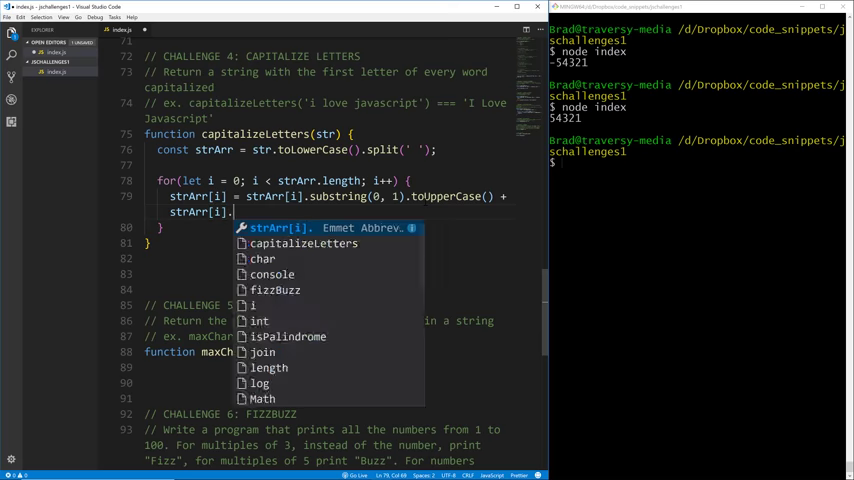 index.js - jschallenges1 - Visual Studio Code
File Edit Selection View Go Debug Tasks Help
EXPLORER
OPEN EDITORS 1 UNSAVED
index.js
JSCHALLENGES1
index.js
index.js
71
72 // CHALLENGE 4: CAPITALIZE LETTERS
73 // Return a string with the first letter of every word
capitalized
74 // ex. capitalizeLetters('i love javascript') === 'I Love
Javascript'
75 function capitalizeLetters(str) {
76 const strArr = str.toLowerCase().split(' ');
77
78 for(let i = 0; i < strArr.length; i++) {
79 strArr[i] = strArr[i].substring(0, 1).toUpperCase() +
strArr[i].
80 }
81 }
82
83
84
85 // CHALLENGE 5
86 // Return the in a string
87 // ex. maxChar
88 function maxCh
89
90
91
92 // CHALLENGE 6: FIZZBUZZ
93 // Write a program that prints all the numbers from 1 to
100. For multiples of 3, instead of the number, print
"Fizz", for multiples of 5 print "Buzz". For numbers
strArr[i]. Emmet Abbrev..
capitalizeLetters
char
console
fizzBuzz
i
int
isPalindrome
join
length
log
Math
0 0
Go Live Ln 79, Col 69 Spaces: 2 UTF-8 CRLF JavaScript Prettier
MINGW64:/d/Dropbox/code_snippets/jschallenges1
Brad@traversy-media /d/Dropbox/code_snippets/j
schallenges1
$ node index
-54321
Brad@traversy-media /d/Dropbox/code_snippets/j
schallenges1
$ node index
54321
Brad@traversy-media /d/Dropbox/code_snippets/j
schallenges1
$